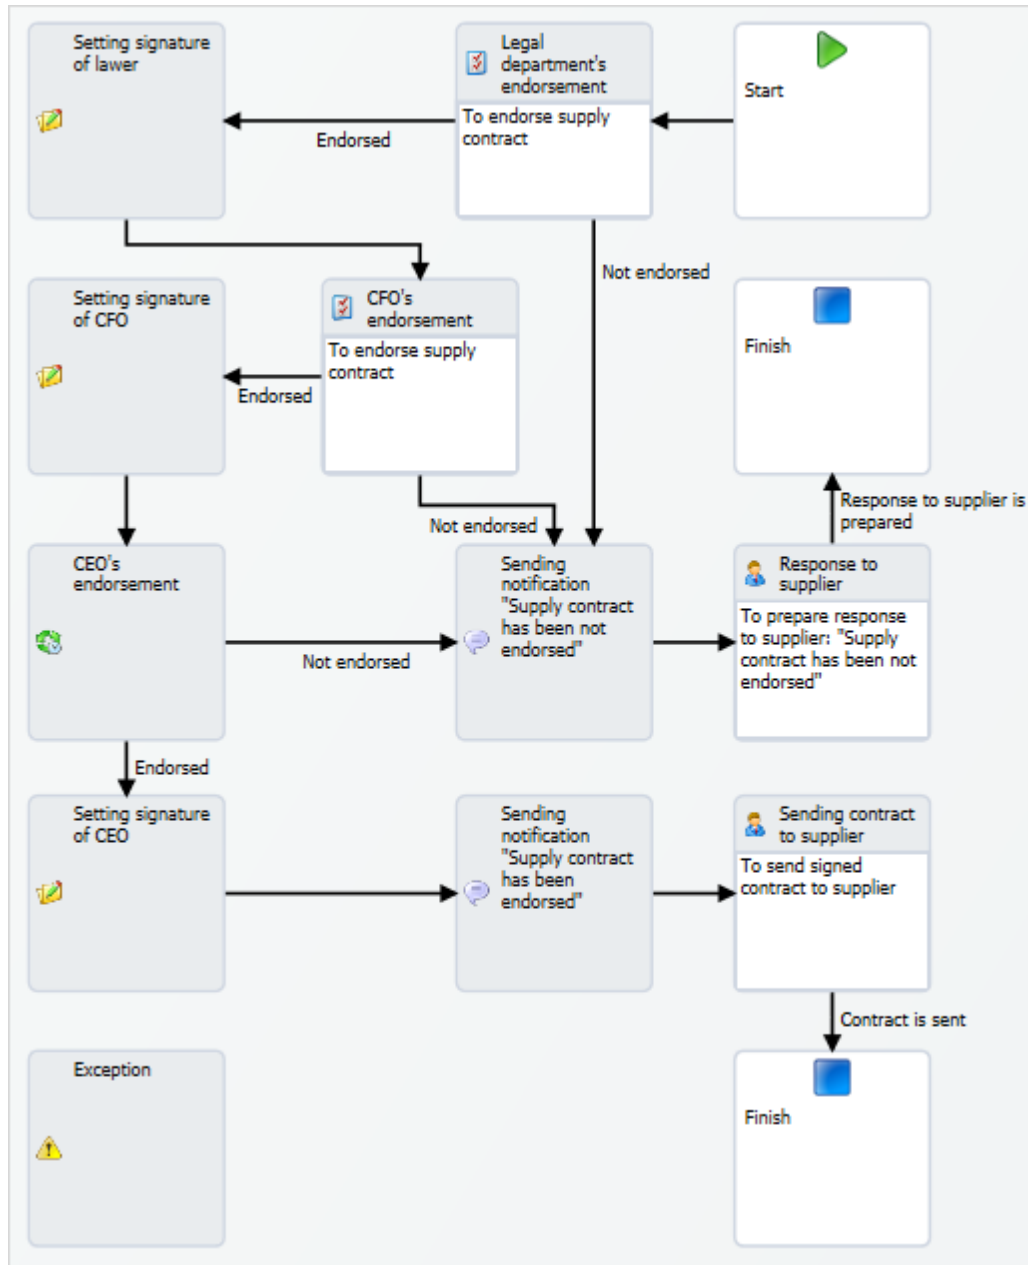 Setting signature
of lawer
Legal
department's
endorsement
To endorse supply
contract
Start
Endorsed
Not endorsed
Setting signature
of CFO
CFO's
endorsement
To endorse supply
contract
Finish
Endorsed
Not endorsed
Response to supplier is
prepared
CEO's
endorsement
Sending
notification
"Supply contract
has been not
endorsed"
Response to
supplier
To prepare response
to supplier: "Supply
contract has been not
endorsed"
Not endorsed
Endorsed
Setting signature
of CEO
Sending
notification
"Supply contract
has been
endorsed"
Sending contract
to supplier
To send signed
contract to supplier
Contract is sent
Exception
Finish